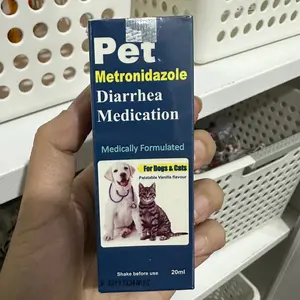 Pet
Metronidazole
Diarrhea
Medication
Medically Formulated
For Dogs & Cats
Palatable Vanilla flavour
Shake before use
20ml